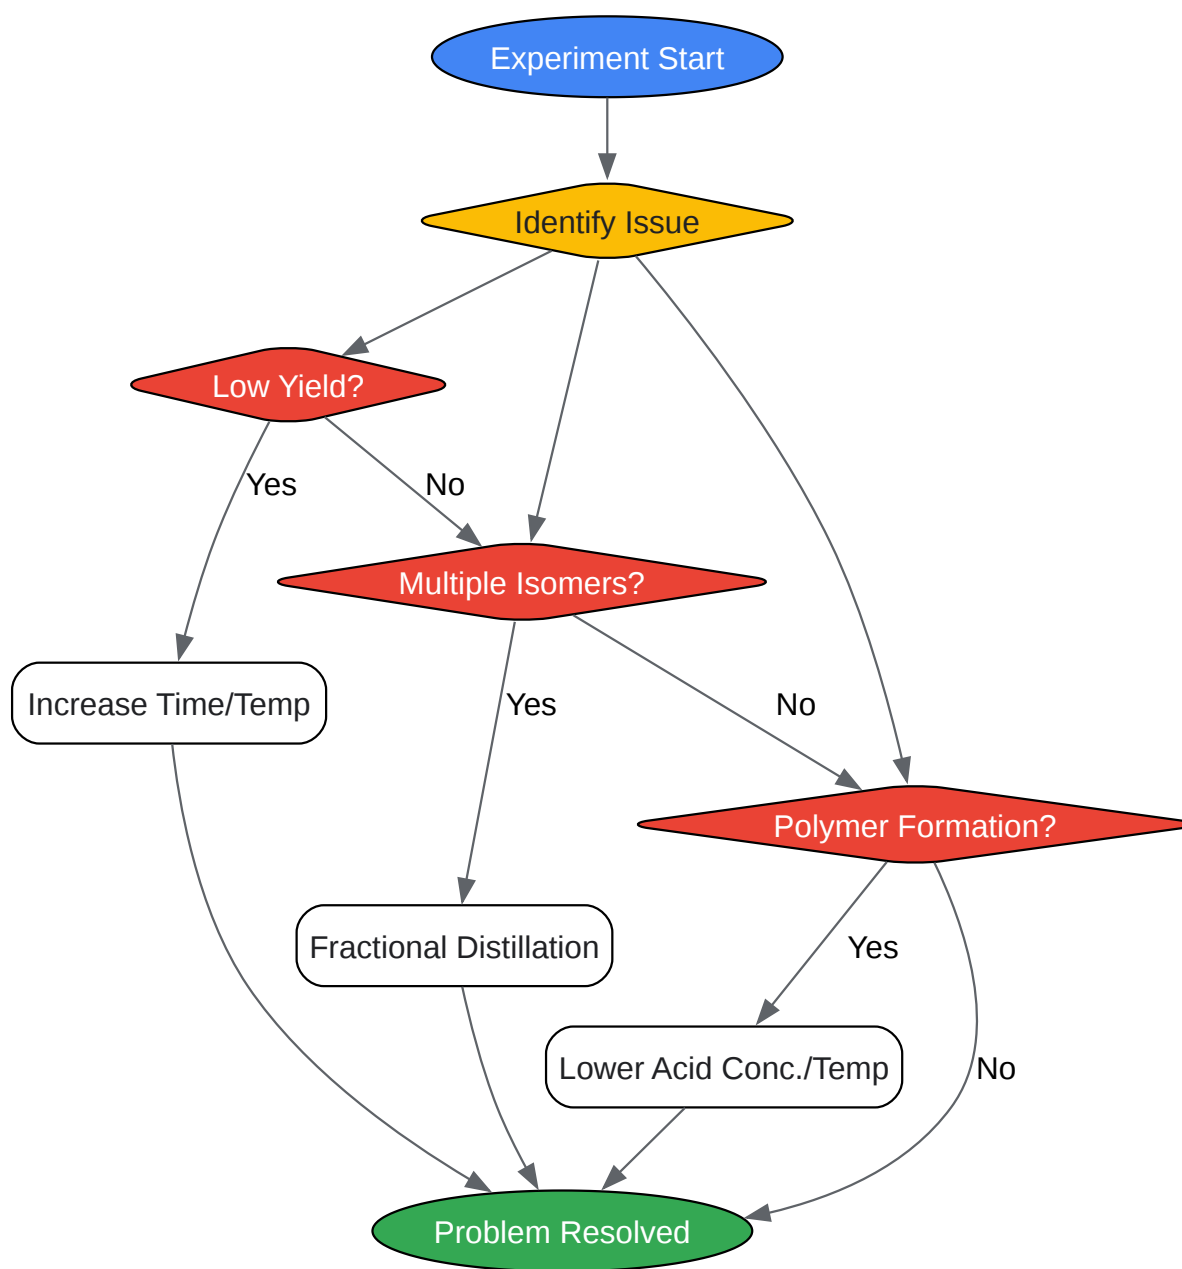 Experiment Start
Identify Issue
Low Yield?
Yes
No
Multiple Isomers?
Increase Time/Temp
Yes
No
Polymer Formation?
Fractional Distillation
Yes
Lower Acid Conc./Temp
No
Problem Resolved